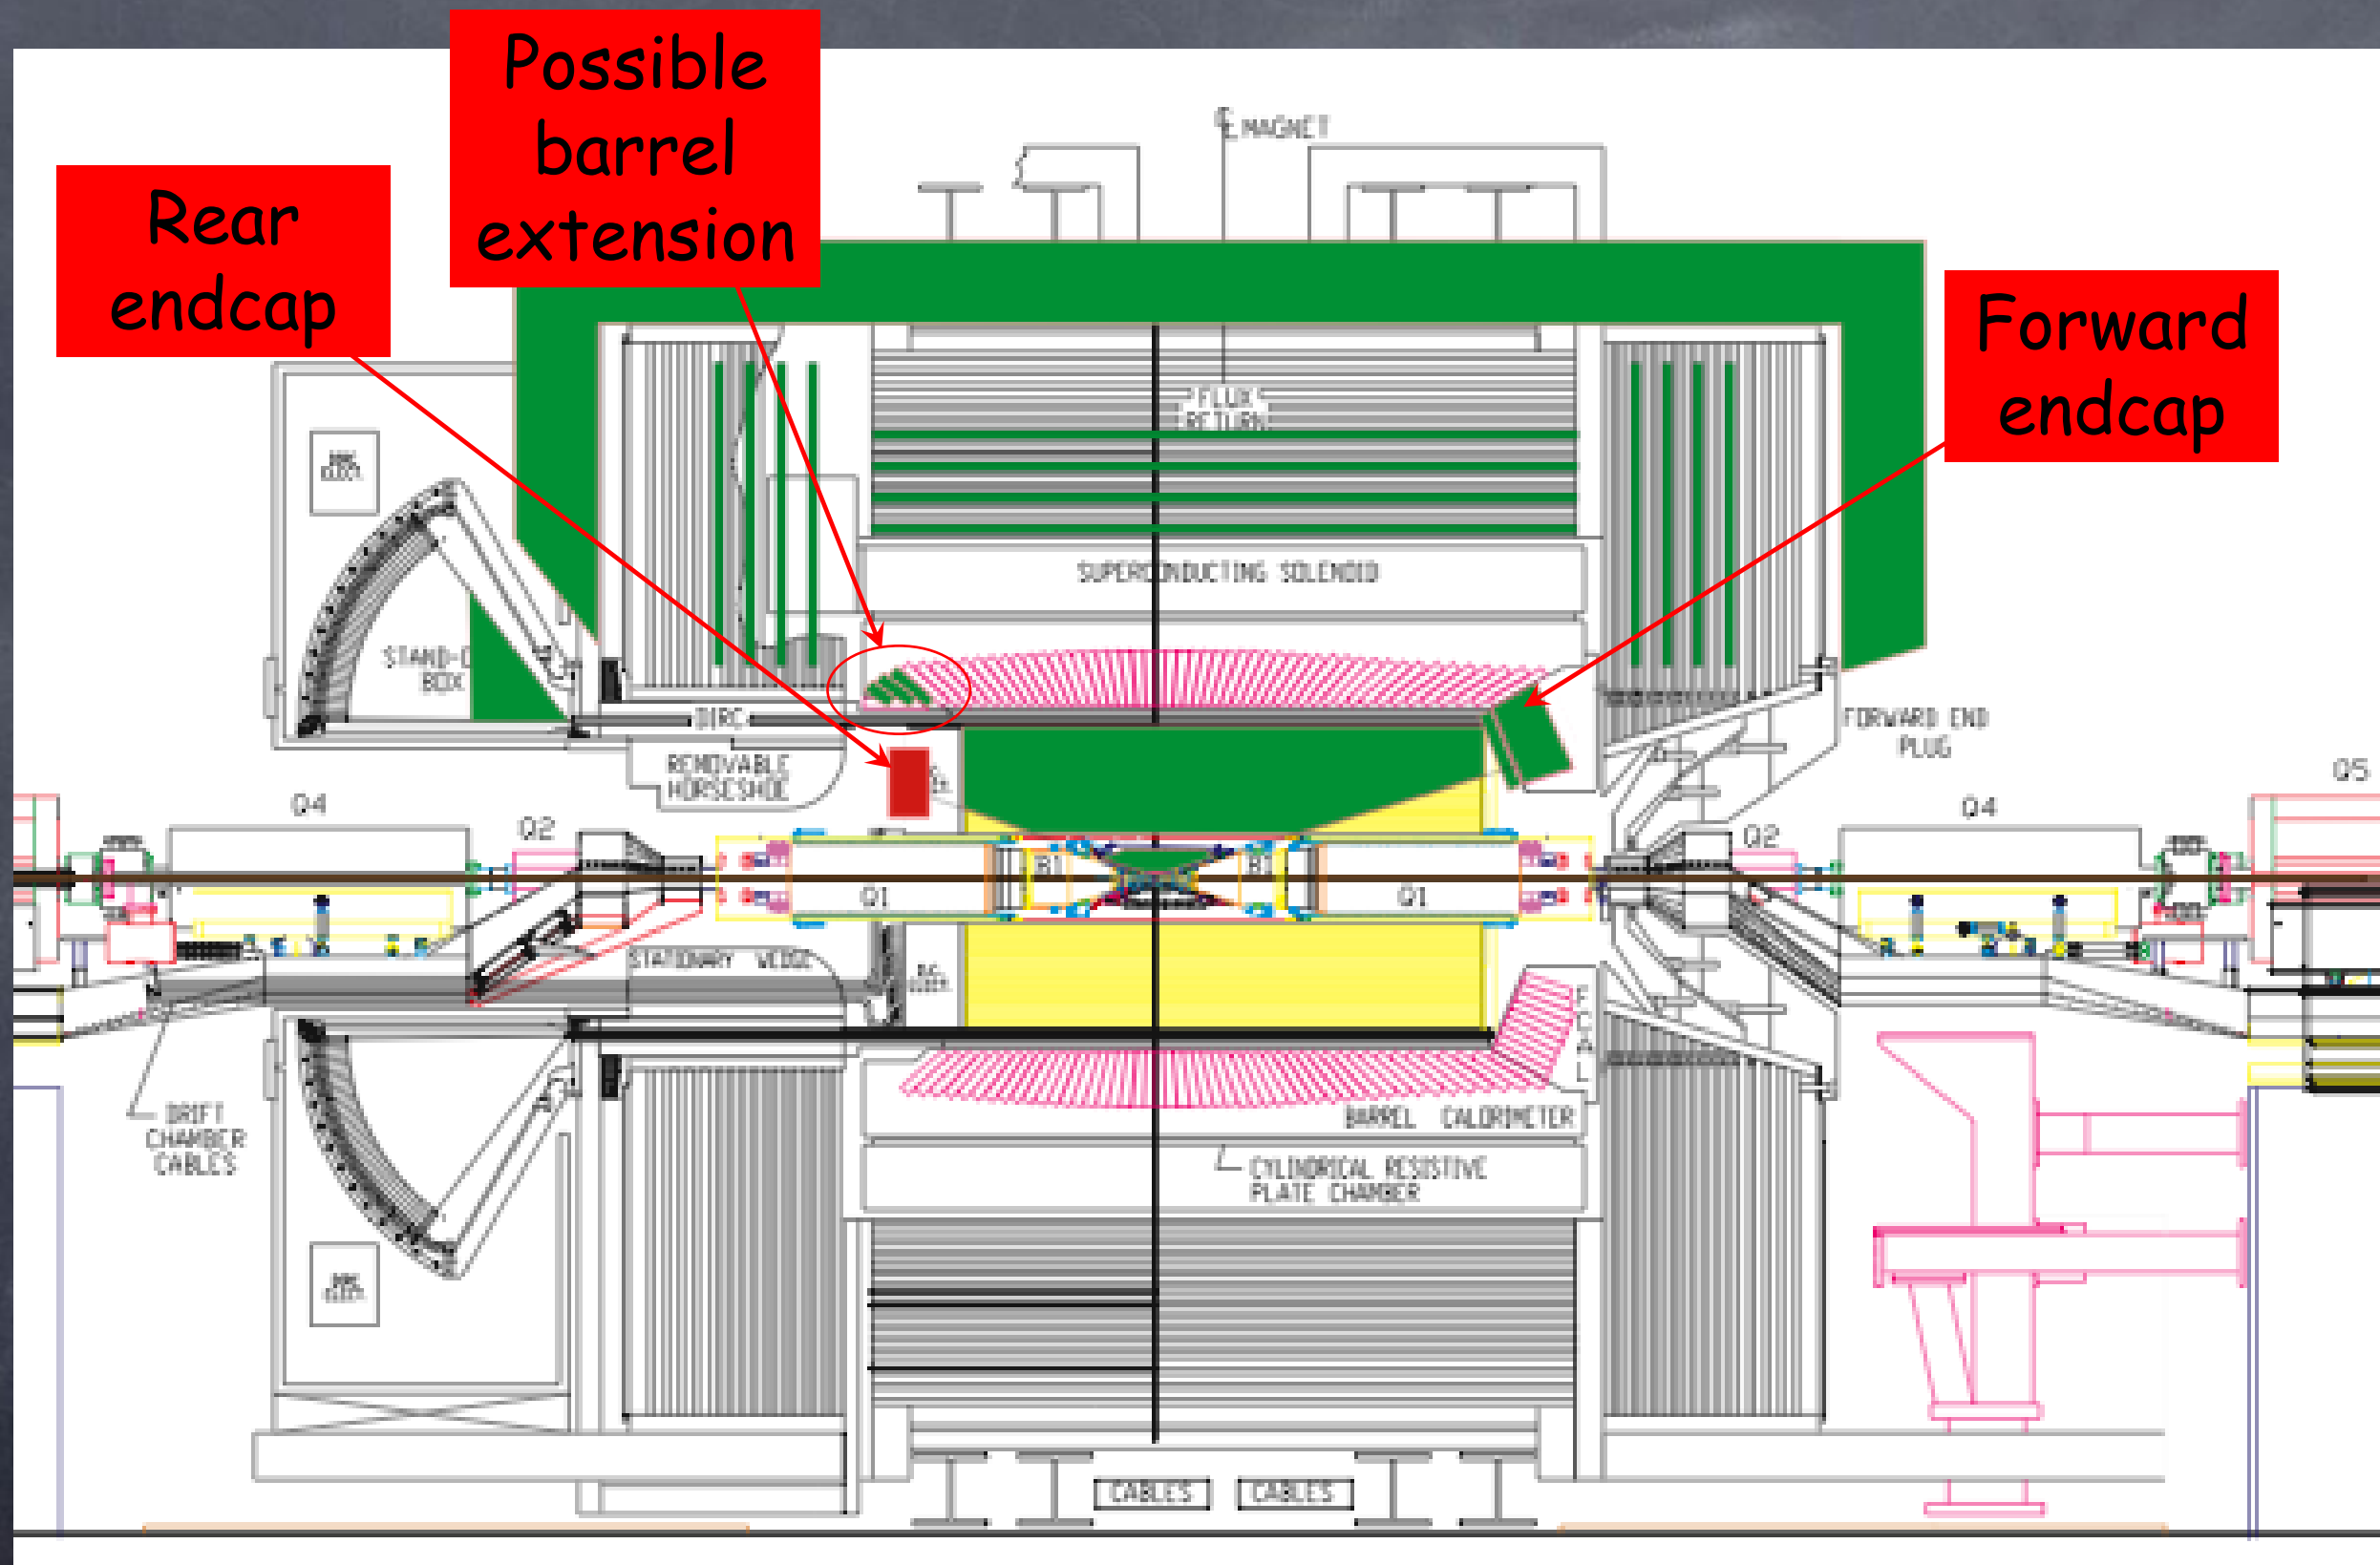 Possible
barrel
extension
Rear
endcap
Forward
endcap
MAGNET
FLUX
RETURN
SUPERCONDUCTING SOLENOID
BOX
DIRC
REMOVABLE
HORSESHOE
FORWARD END
PLUG
Q4
Q2
Q2
Q4
Q5
B1
B1
Q1
Q1
STATIONARY WEDGE
DRIFT
CHAMBER
CABLES
BARREL CALORIMETER
CYLINDRICAL RESISTIVE
PLATE CHAMBER
CABLES
CABLES